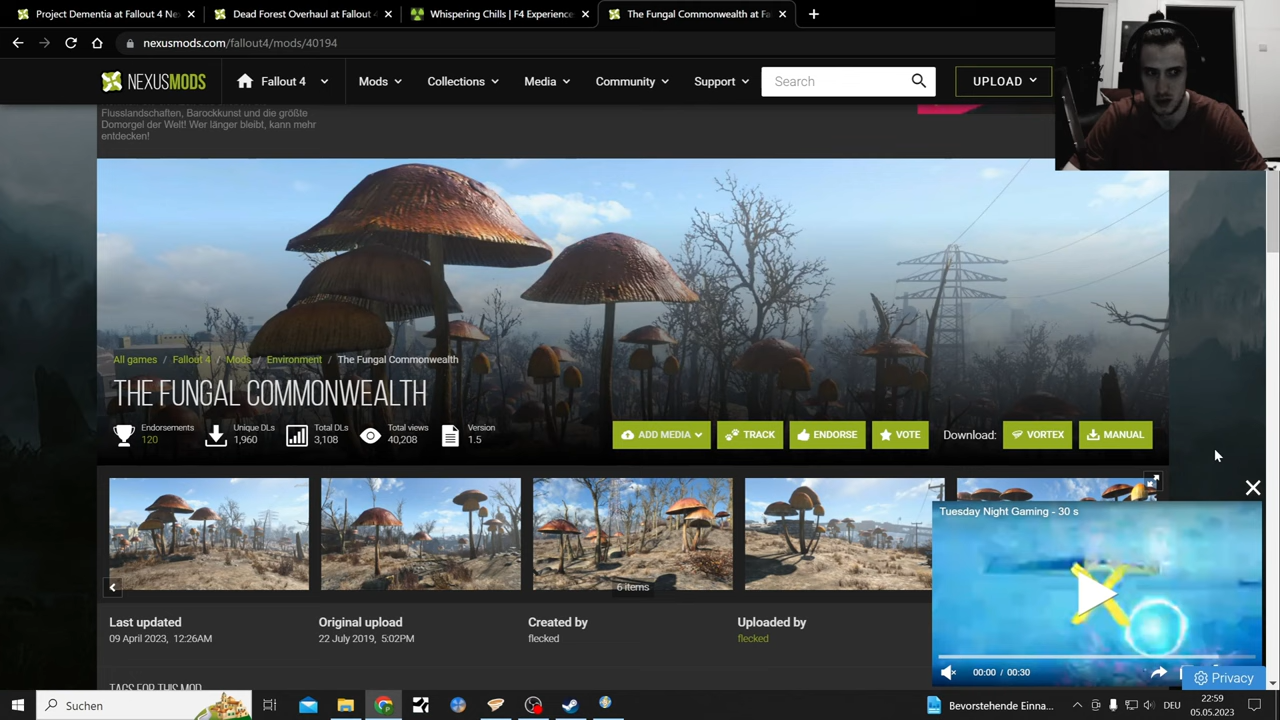 Project Dementia at Fallout 4 Ne
Dead Forest Overhaul at Fallout 4
Whispering Chills | F4 Experience
The Fungal Commonwealth at Fa
nexusmods.com/fallout4/mods/40194
NEXUSMODS
Fallout 4
Mods
Collections
Media
Community
Support
Search
UPLOAD
Flusslandschaften, Barockkunst und die größte
Domorgel der Welt! Wer länger bleibt, kann mehr
entdecken!
All games / Fallout 4 / Mods / Environment / The Fungal Commonwealth
THE FUNGAL COMMONWEALTH
Endorsements
120
Unique DLs
1,960
Total DLs
3,108
Total views
40,208
Version
1.5
ADD MEDIA
TRACK
ENDORSE
VOTE
Download:
VORTEX
MANUAL
6 items
Tuesday Night Gaming - 30 s
00:00 / 00:30
Last updated
09 April 2023, 12:26AM
Original upload
22 July 2019, 5:02PM
Created by
flecked
Uploaded by
flecked
TAGS FOR THIS MOD
Privacy
Suchen
Bevorstehende Einna...
DEU
22:59
05.05.2023